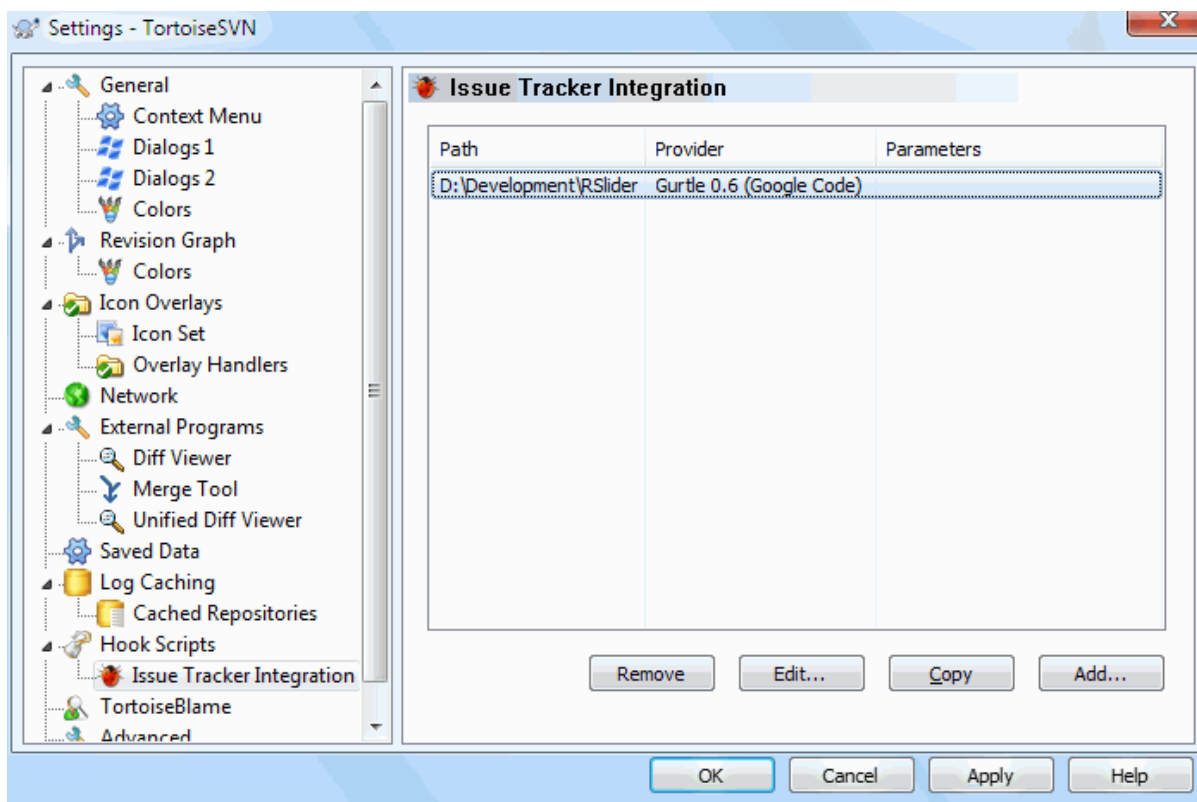 Settings - TortoiseSVN
General
Context Menu
Dialogs 1
Dialogs 2
Colors
Revision Graph
Colors
Icon Overlays
Icon Set
Overlay Handlers
Network
External Programs
Diff Viewer
Merge Tool
Unified Diff Viewer
Saved Data
Log Caching
Cached Repositories
Hook Scripts
Issue Tracker Integration
TortoiseBlame
Advanced
Issue Tracker Integration
Path Provider Parameters
D:\Development\RSlider Gurtle 0.6 (Google Code)
Remove Edit... Copy Add...
OK Cancel Apply Help